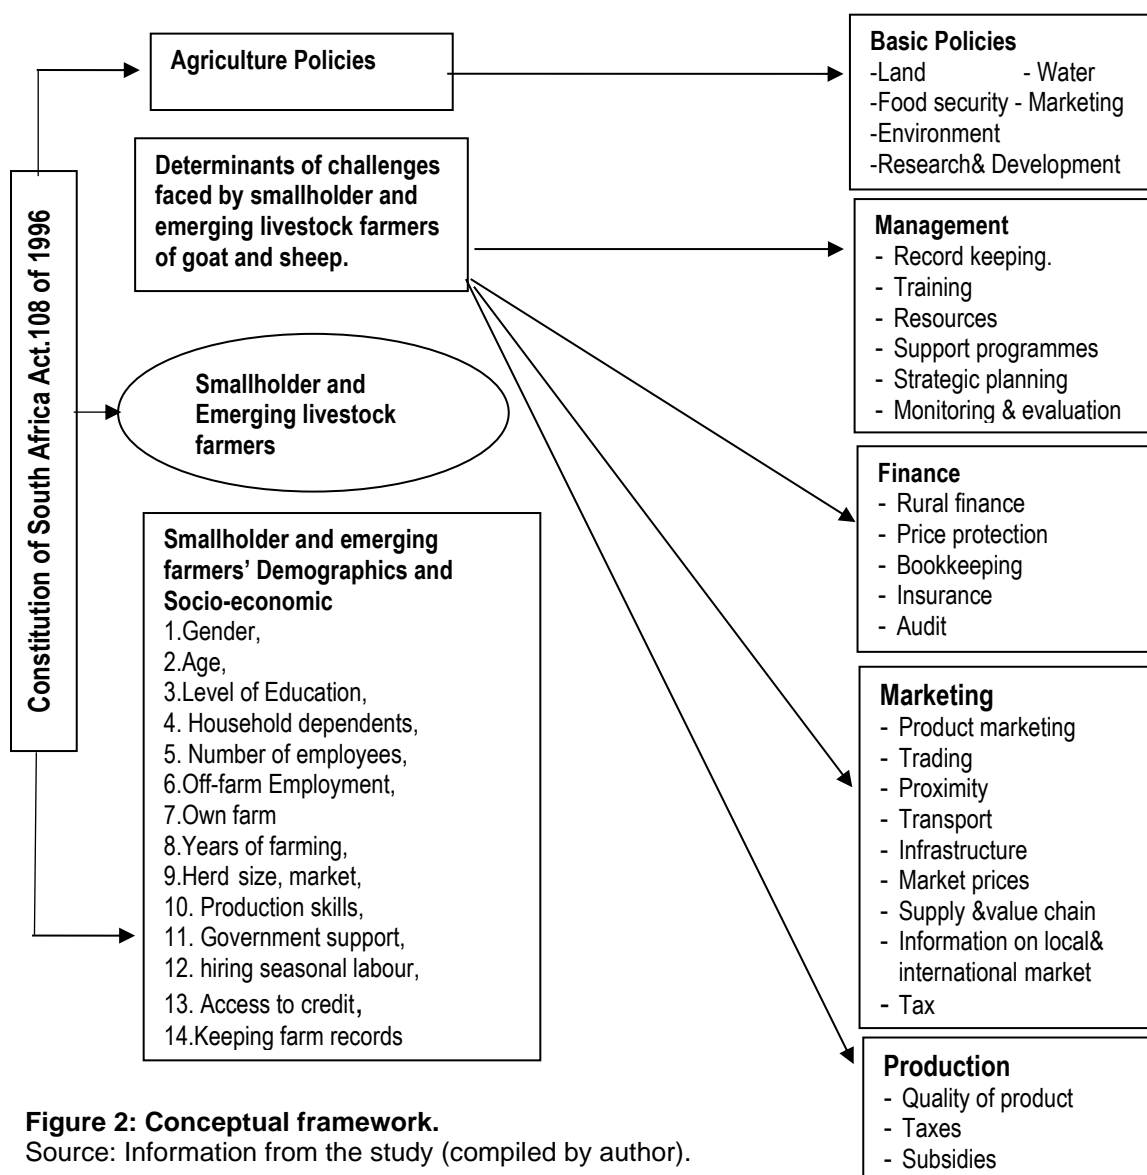 Constitution of South Africa Act.108 of 1996
Agriculture Policies
Determinants of challenges
faced by smallholder and
emerging livestock farmers
of goat and sheep.
Smallholder and
Emerging livestock
farmers
Smallholder and emerging
farmers’ Demographics and
Socio-economic
1.Gender,
2.Age,
3.Level of Education,
4. Household dependents,
5. Number of employees,
6.Off-farm Employment,
7.Own farm
8.Years of farming,
9.Herd size, market,
10. Production skills,
11. Government support,
12. hiring seasonal labour,
13. Access to credit,
14.Keeping farm records
Basic Policies
-Land - Water
-Food security - Marketing
-Environment
-Research& Development
Management
- Record keeping.
- Training
- Resources
- Support programmes
- Strategic planning
- Monitoring & evaluation
Finance
- Rural finance
- Price protection
- Bookkeeping
- Insurance
- Audit
Marketing
- Product marketing
- Trading
- Proximity
- Transport
- Infrastructure
- Market prices
- Supply &value chain
- Information on local&
international market
- Tax
Production
- Quality of product
- Taxes
- Subsidies
Figure 2: Conceptual framework.
Source: Information from the study (compiled by author).